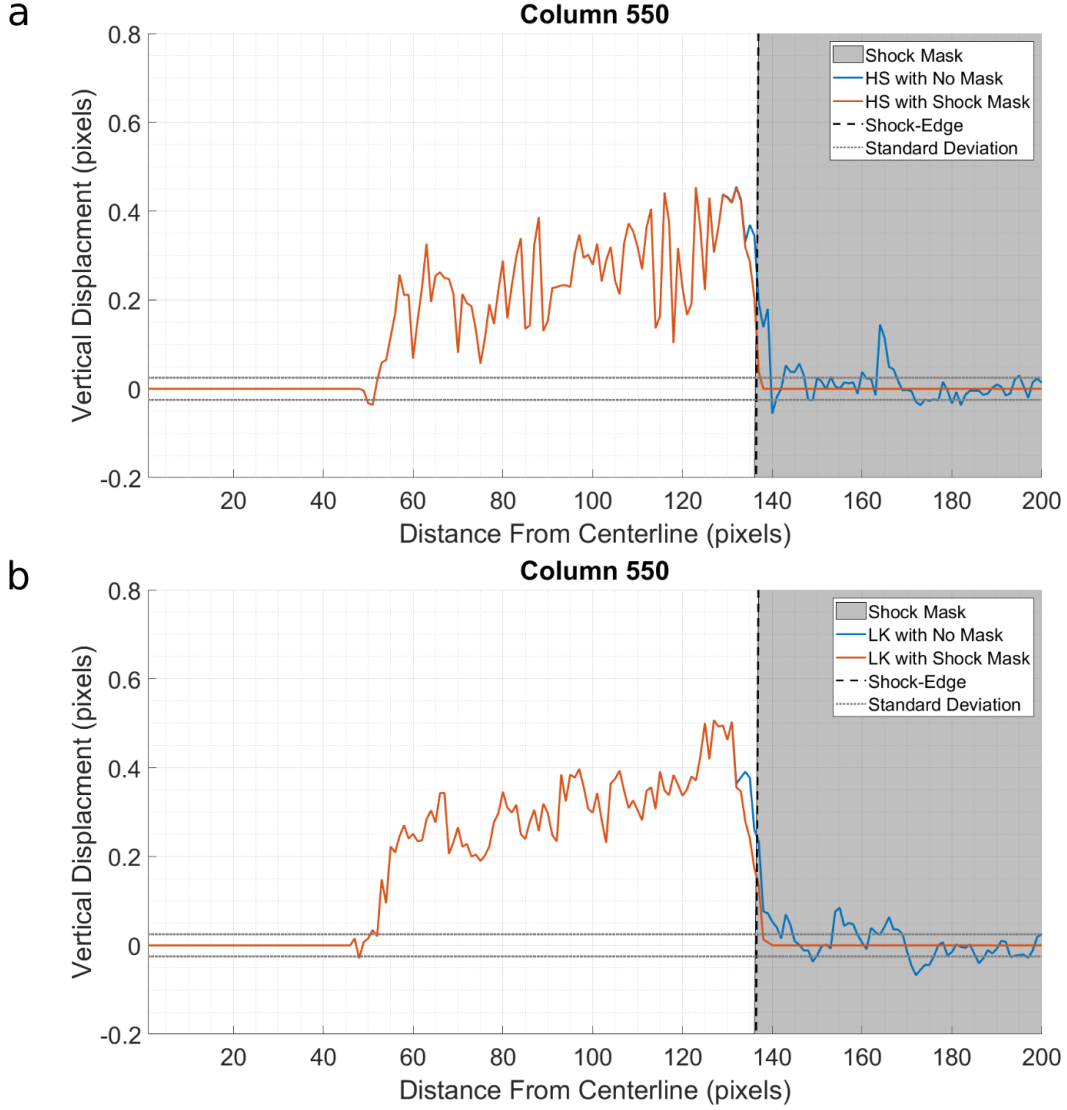 a
Column 550
0.8
0.6
0.4
0.2
0
-0.2
Vertical Displacment (pixels)
Shock Mask
HS with No Mask
HS with Shock Mask
Shock-Edge
Standard Deviation
20 40 60 80 100 120 140 160 180 200
Distance From Centerline (pixels)
b
Column 550
0.8
0.6
0.4
0.2
0
-0.2
Vertical Displacment (pixels)
Shock Mask
LK with No Mask
LK with Shock Mask
Shock-Edge
Standard Deviation
20 40 60 80 100 120 140 160 180 200
Distance From Centerline (pixels)